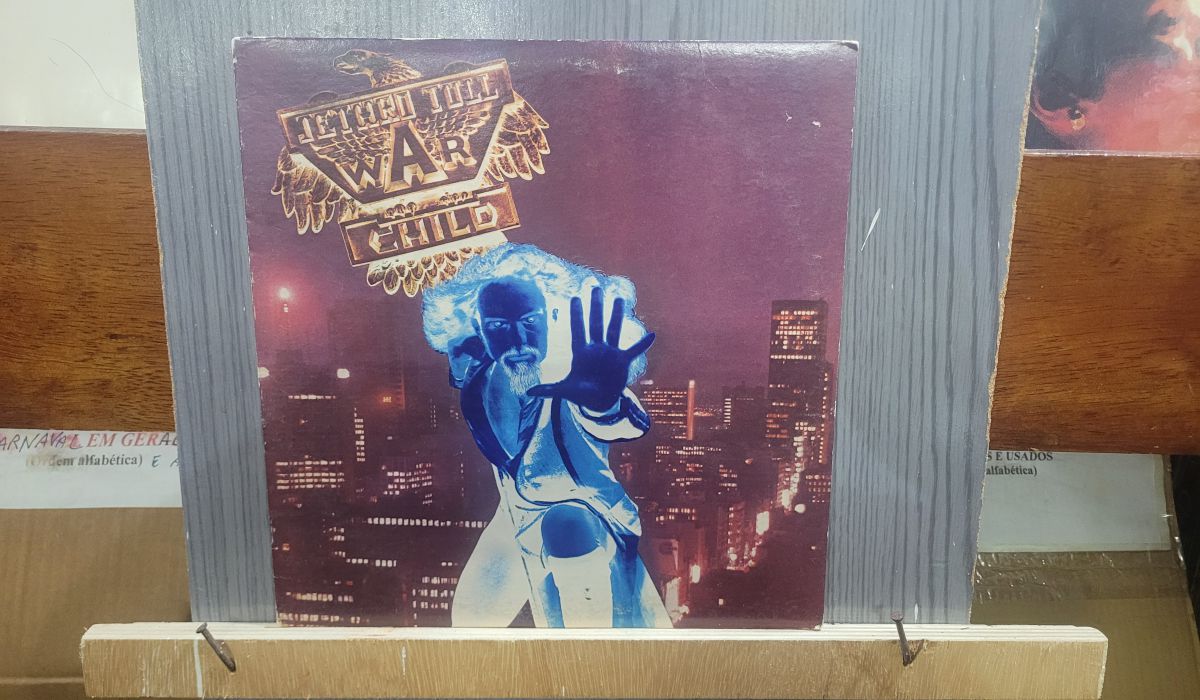 JETHRO TULL
WAR
CHILD
ARNAVAL EM GERAL
(Ordem alfabética) E A
S E USADOS
alfabética)